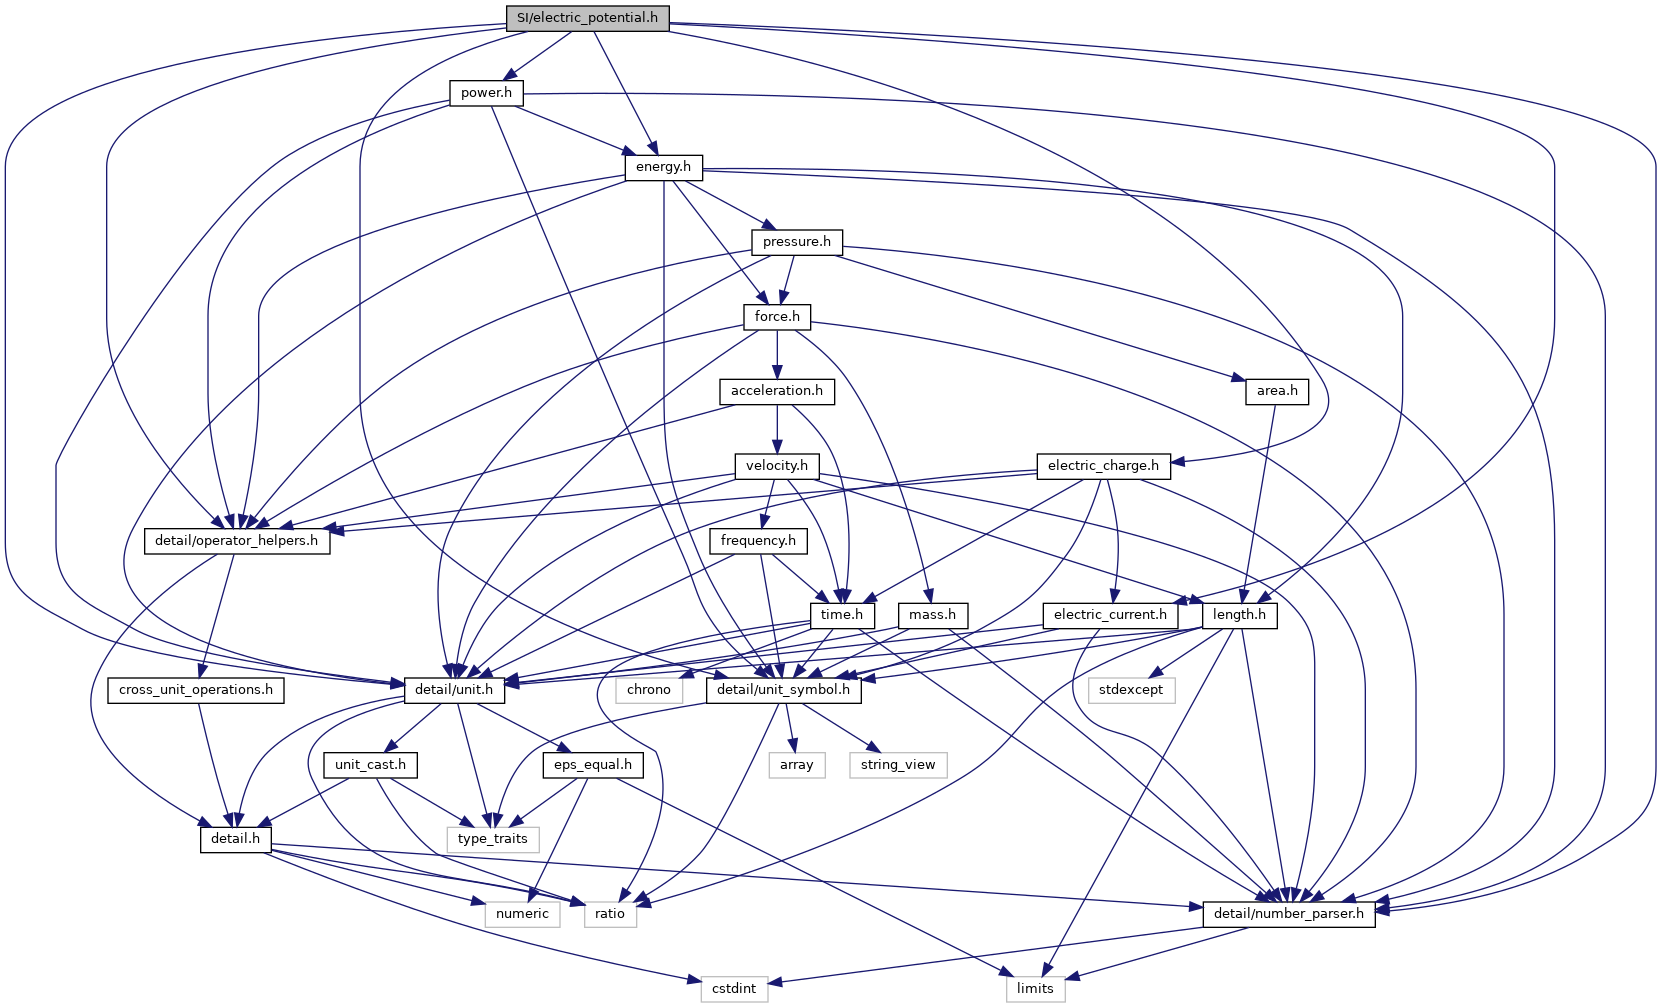 SI/electric_potential.h
power.h
energy.h
pressure.h
force.h
acceleration.h
area.h
velocity.h
electric_charge.h
detail/operator_helpers.h
frequency.h
time.h
mass.h
electric_current.h
length.h
cross_unit_operations.h
detail/unit.h
chrono
detail/unit_symbol.h
stdexcept
unit_cast.h
eps_equal.h
array
string_view
detail.h
type_traits
numeric
ratio
detail/number_parser.h
cstdint
limits